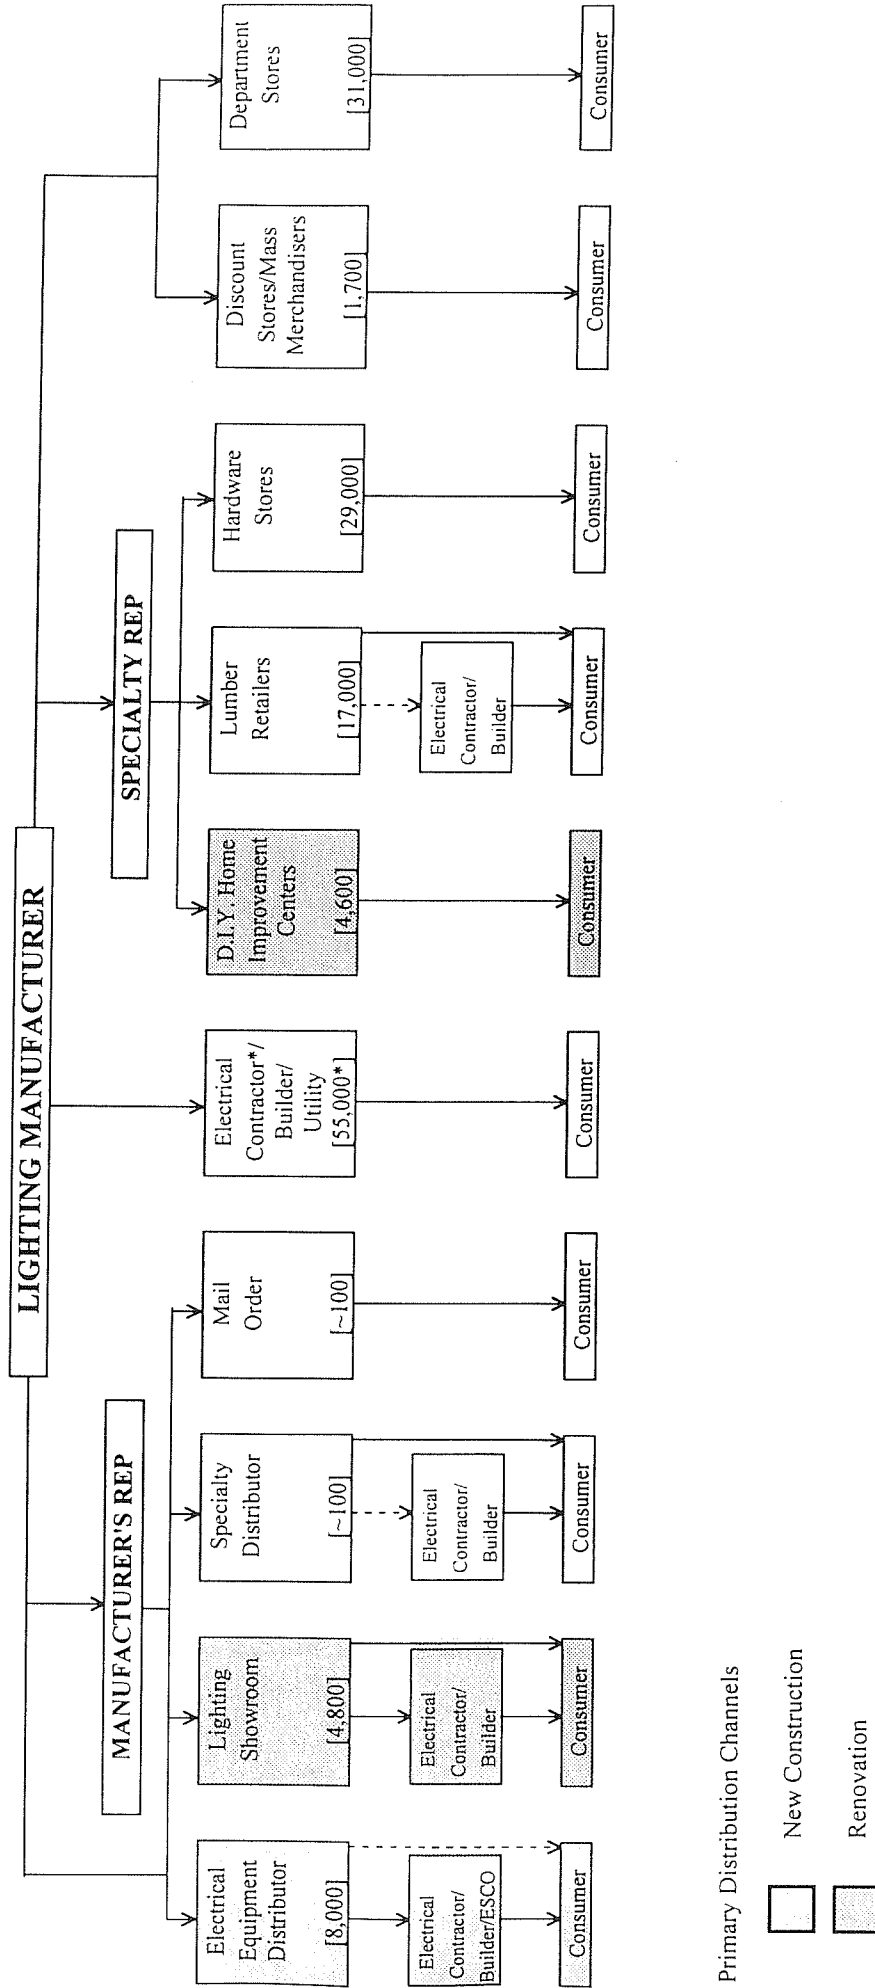 LIGHTING MANUFACTURER
MANUFACTURER'S REP
SPECIALTY REP
Electrical
Equipment
Distributor
[8,000]
Lighting
Showroom
[4,800]
Specialty
Distributor
[~100]
Mail
Order
[~100]
Electrical
Contractor*/
Builder/
Utility
[55,000*]
D.I.Y. Home
Improvement
Centers
[4,600]
Lumber
Retailers
[17,000]
Hardware
Stores
[29,000]
Discount
Stores/Mass
Merchandisers
[1,700]
Department
Stores
[31,000]
Electrical
Contractor/
Builder/ESCO
Electrical
Contractor/
Builder
Electrical
Contractor/
Builder
Electrical
Contractor/
Builder
Consumer
Consumer
Consumer
Consumer
Consumer
Consumer
Consumer
Consumer
Consumer
Consumer
Primary Distribution Channels
New Construction
Renovation